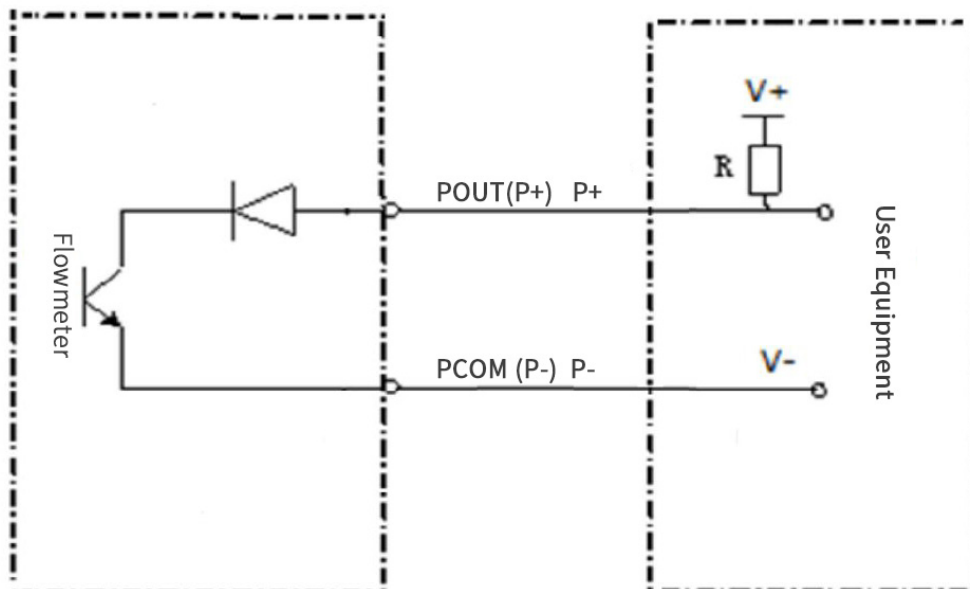 V+
R
POUT(P+) P+
Flowmeter
User Equipment
PCOM (P-) P-
V-